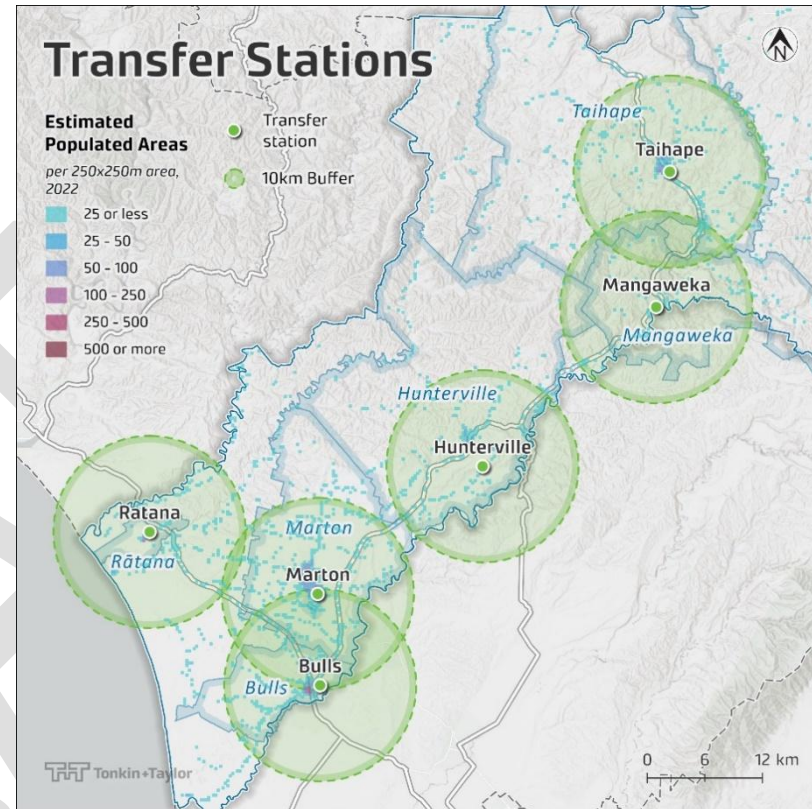 Transfer Stations
Estimated
Populated Areas
per 250x250m area,
2022
25 or less
25 - 50
50 - 100
100 - 250
250 - 500
500 or more
Transfer
station
10km Buffer
N
Taihape
Taihape
Mangaweka
Mangaweka
Hunterville
Hunterville
Ratana
Rātana
Marton
Marton
Bulls
Bulls
Tonkin+Taylor
0 6 12 km